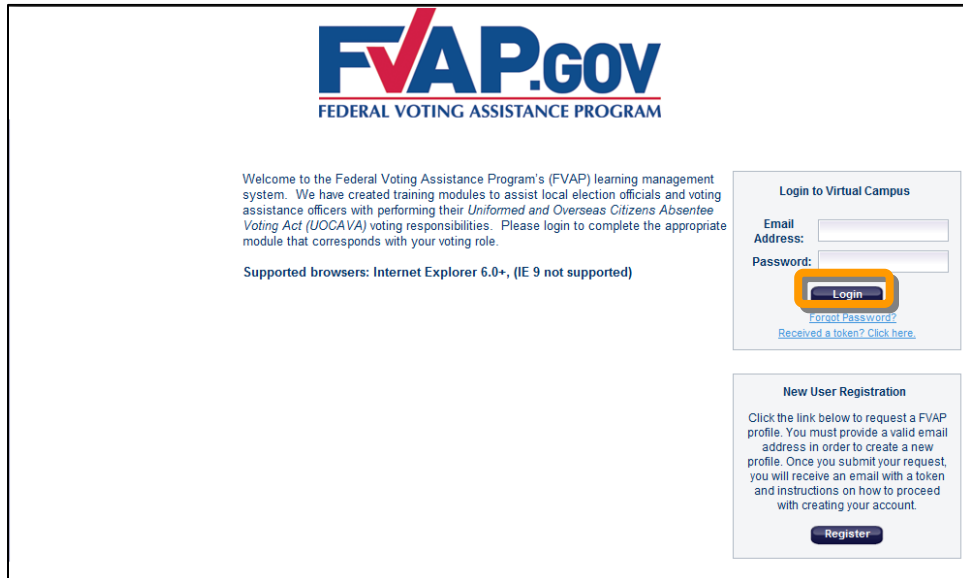 FVAP.GOV
FEDERAL VOTING ASSISTANCE PROGRAM
Welcome to the Federal Voting Assistance Program's (FVAP) learning management
system. We have created training modules to assist local election officials and voting
assistance officers with performing their Uniformed and Overseas Citizens Absentee
Voting Act (UOCAVA) voting responsibilities. Please login to complete the appropriate
module that corresponds with your voting role.
Supported browsers: Internet Explorer 6.0+, (IE 9 not supported)
Login to Virtual Campus
Email
Address:
Password:
Login
Forgot Password?
Received a token? Click here.
New User Registration
Click the link below to request a FVAP
profile. You must provide a valid email
address in order to create a new
profile. Once you submit your request,
you will receive an email with a token
and instructions on how to proceed
with creating your account.
Register